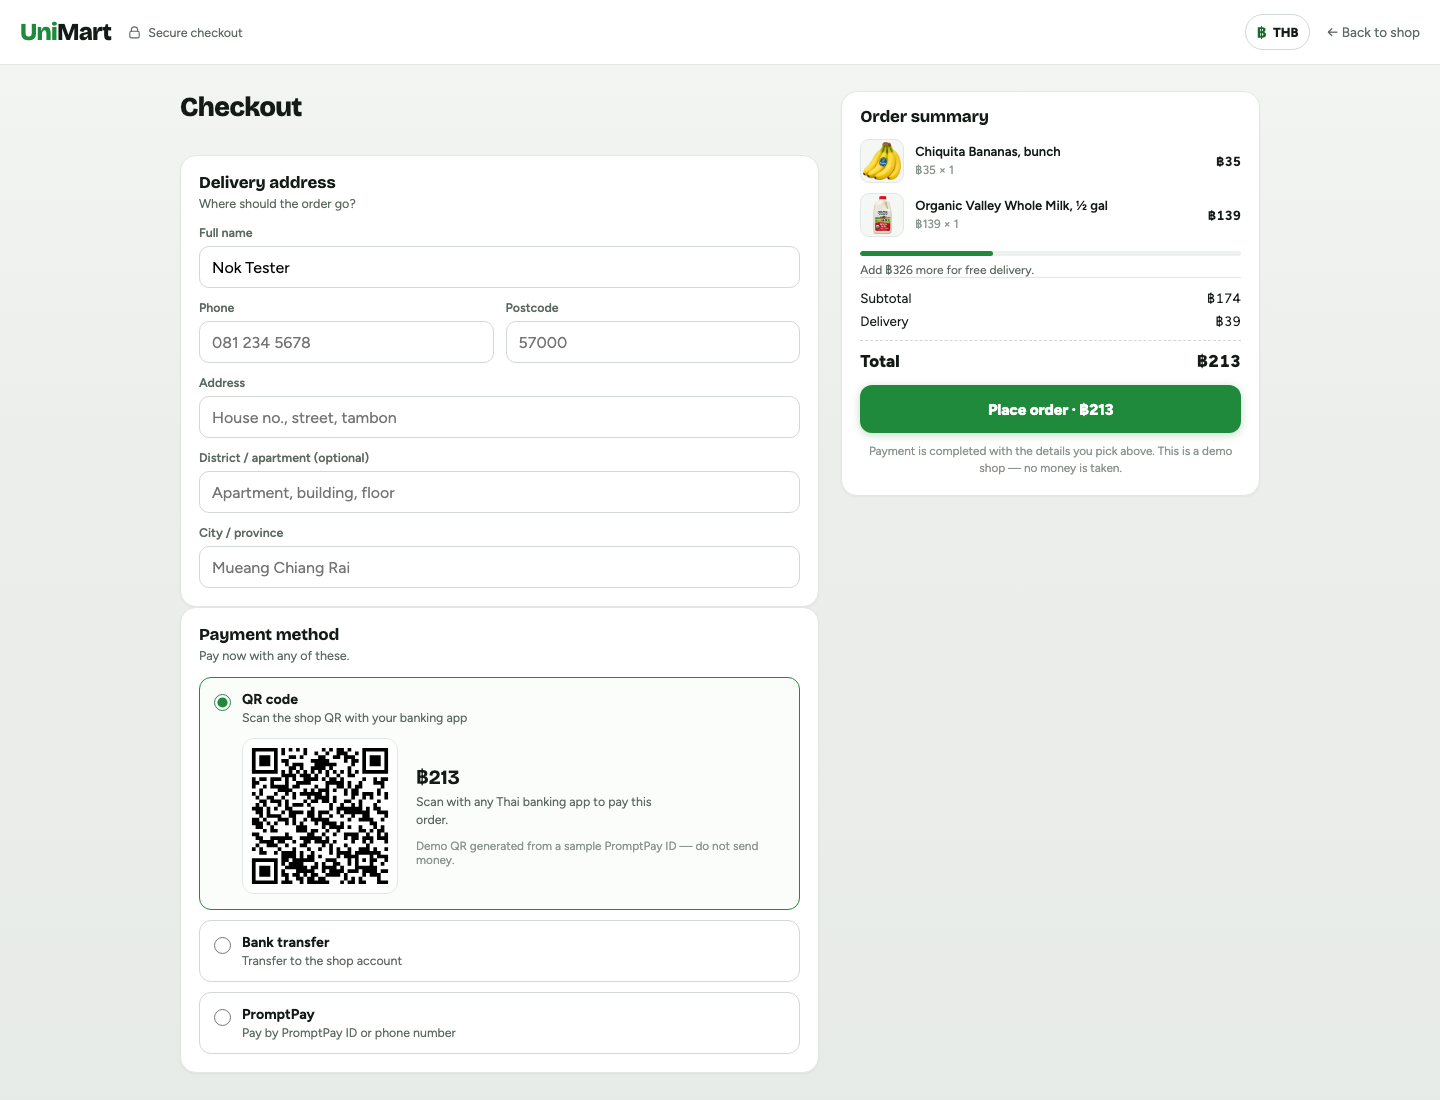 UniMart
Secure checkout
฿ THB
← Back to shop
Checkout
Delivery address
Where should the order go?
Full name
Nok Tester
Phone
Postcode
081 234 5678
57000
Address
House no., street, tambon
District / apartment (optional)
Apartment, building, floor
City / province
Mueang Chiang Rai
Payment method
Pay now with any of these.
QR code
Scan the shop QR with your banking app
฿213
Scan with any Thai banking app to pay this
order.
Demo QR generated from a sample PromptPay ID — do not send
money.
Bank transfer
Transfer to the shop account
PromptPay
Pay by PromptPay ID or phone number
Order summary
Chiquita Bananas, bunch
฿35 × 1
฿35
Organic Valley Whole Milk, ½ gal
฿139 × 1
฿139
Add ฿326 more for free delivery.
Subtotal
฿174
Delivery
฿39
Total
฿213
Place order · ฿213
Payment is completed with the details you pick above. This is a demo
shop — no money is taken.